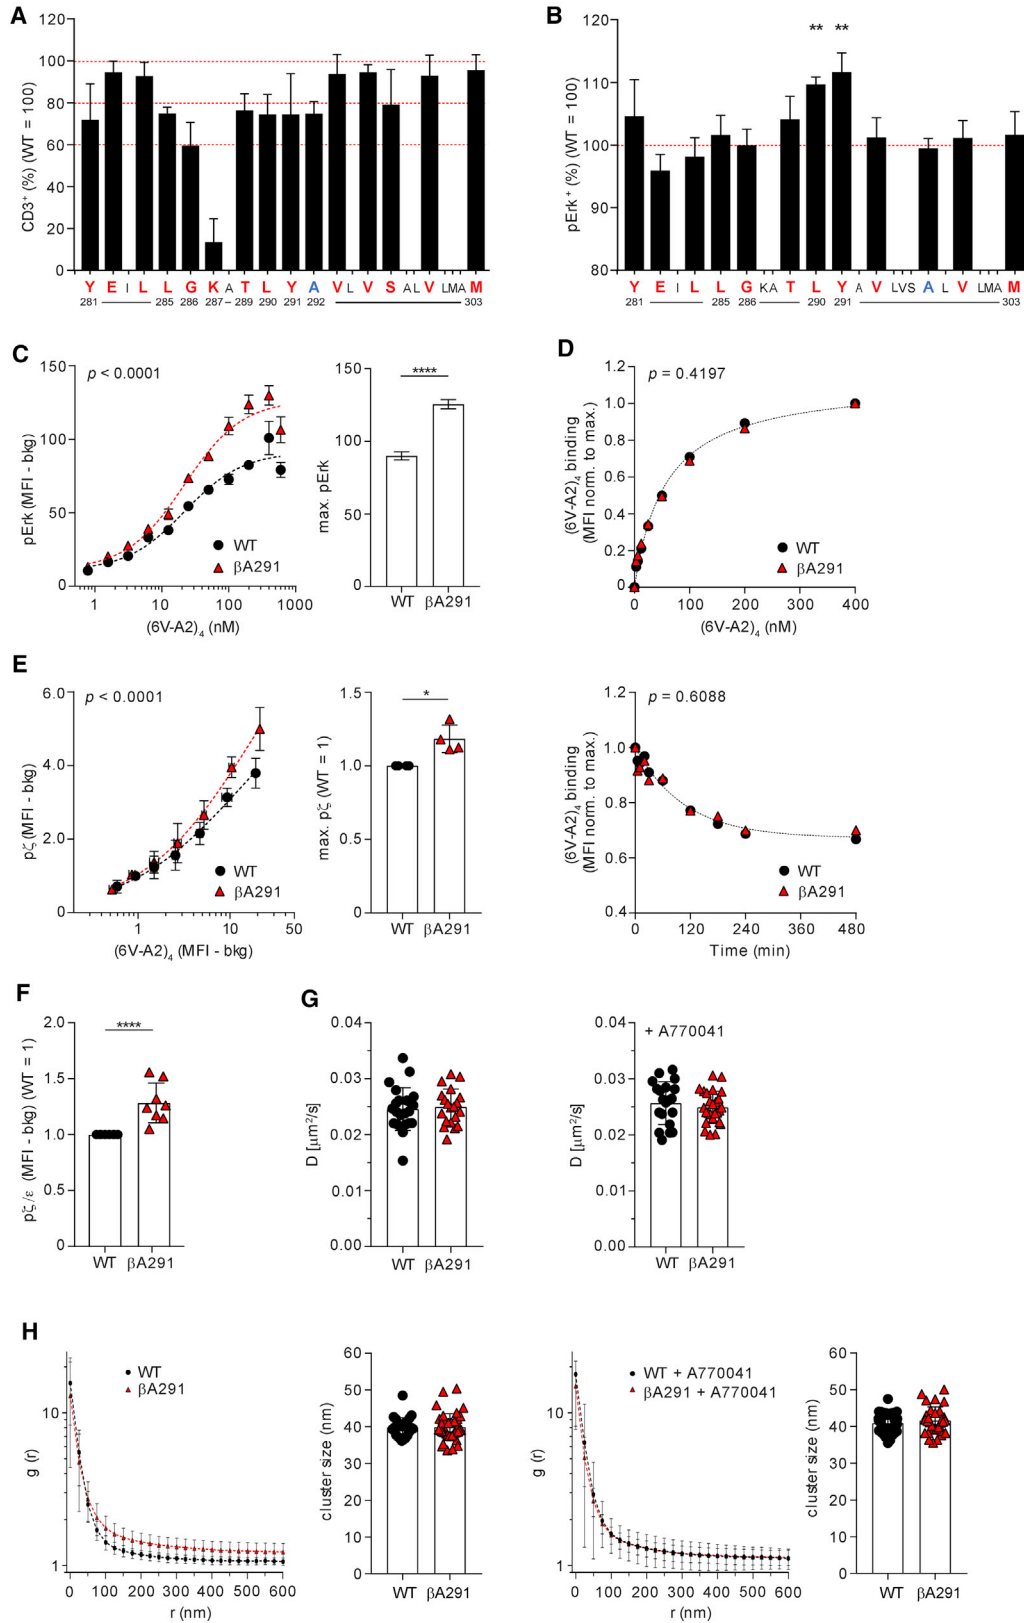 A
CD3⁺ (%) (WT = 100)
120
100
80
60
40
20
0
Y E I L L G K A T L Y A V L V S A L V LMA M
281 285 286 287 289 290 291 292 303
B
pErk⁺ (%) (WT = 100)
120
110
100
90
80
** **
Y E I L L G KA T L Y A V LVS A L V LMA M
281 285 286 290 291 303
C
p < 0.0001
pErk (MFI - bkg)
150
100
50
0
WT
βA291
1 10 100 1000
(6V-A2)₄ (nM)
max. pErk
150
100
50
0
****
WT βA291
D
p = 0.4197
(6V-A2)₄ binding
(MFI norm. to max.)
1.2
1.0
0.8
0.6
0.4
0.2
0
WT
βA291
0 100 200 300 400
(6V-A2)₄ (nM)
E
p < 0.0001
pζ (MFI - bkg)
6.0
4.0
2.0
0
WT
βA291
1 10 50
(6V-A2)₄ (MFI - bkg)
max. pζ (WT = 1)
1.5
1.0
0.5
0
*
WT βA291
p = 0.6088
(6V-A2)₄ binding
(MFI norm. to max.)
1.2
1.0
0.8
0.6
0.4
WT
βA291
0 120 240 360 480
Time (min)
F
pζ/ε (MFI - bkg) (WT = 1)
2.0
1.5
1.0
0.5
0
****
WT βA291
G
D [µm²/s]
0.04
0.03
0.02
0.01
0.00
WT βA291
+ A770041
D [µm²/s]
0.04
0.03
0.02
0.01
0.00
WT βA291
H
g (r)
10
1
WT
βA291
0 100 200 300 400 500 600
r (nm)
cluster size (nm)
60
50
40
30
20
10
0
WT βA291
g (r)
10
1
WT + A770041
βA291 + A770041
0 100 200 300 400 500 600
r (nm)
cluster size (nm)
60
50
40
30
20
10
0
WT βA291